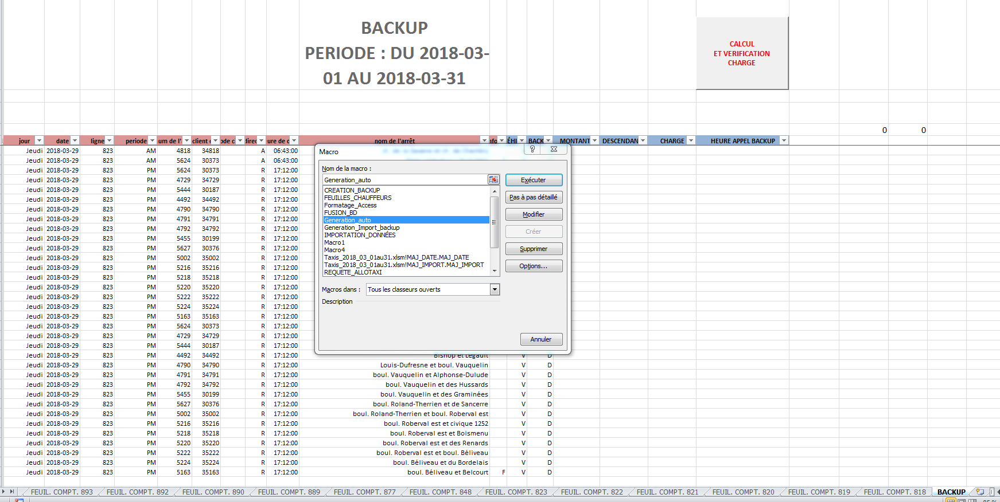 BACKUP
PERIODE : DU 2018-03-
01 AU 2018-03-31
CALCUL
ET VERIFICATION
CHARGE
0 0
jour date ligne periode um de l' client ode c direc ure de d nom de l'arrêt nfo ÉHI BACK MONTANT DESCENDAN CHARGE HEURE APPEL BACKUP
Jeudi 2018-03-29 823 AM 4818 34818 A 06:43:00
Jeudi 2018-03-29 823 AM 5624 30373 A 06:43:00
Jeudi 2018-03-29 823 PM 5624 30373 R 17:12:00
Jeudi 2018-03-29 823 PM 4729 34729 R 17:12:00
Jeudi 2018-03-29 823 PM 5444 30187 R 17:12:00
Jeudi 2018-03-29 823 PM 4492 34492 R 17:12:00
Jeudi 2018-03-29 823 PM 4790 34790 R 17:12:00
Jeudi 2018-03-29 823 PM 4791 34791 R 17:12:00
Jeudi 2018-03-29 823 PM 4792 34792 R 17:12:00
Jeudi 2018-03-29 823 PM 5455 30199 R 17:12:00
Jeudi 2018-03-29 823 PM 5627 30376 R 17:12:00
Jeudi 2018-03-29 823 PM 5002 35002 R 17:12:00
Jeudi 2018-03-29 823 PM 5216 35216 R 17:12:00
Jeudi 2018-03-29 823 PM 5218 35218 R 17:12:00
Jeudi 2018-03-29 823 PM 5220 35220 R 17:12:00
Jeudi 2018-03-29 823 PM 5222 35222 R 17:12:00
Jeudi 2018-03-29 823 PM 5224 35224 R 17:12:00
Jeudi 2018-03-29 823 PM 5163 35163 R 17:12:00
Jeudi 2018-03-29 823 PM 5624 30373 R 17:12:00
Jeudi 2018-03-29 823 PM 4729 34729 R 17:12:00
Jeudi 2018-03-29 823 PM 5444 30187 R 17:12:00
Jeudi 2018-03-29 823 PM 4492 34492 R 17:12:00 Bishop et Legault V D
Jeudi 2018-03-29 823 PM 4790 34790 R 17:12:00 Louis-Dufresne et boul. Vauquelin V D
Jeudi 2018-03-29 823 PM 4791 34791 R 17:12:00 boul. Vauquelin et Alphonse-Dulude V D
Jeudi 2018-03-29 823 PM 4792 34792 R 17:12:00 boul. Vauquelin et des Hussards V D
Jeudi 2018-03-29 823 PM 5455 30199 R 17:12:00 boul. Vauquelin et des Graminées V D
Jeudi 2018-03-29 823 PM 5627 30376 R 17:12:00 boul. Roland-Therrien et de Sancerre V D
Jeudi 2018-03-29 823 PM 5002 35002 R 17:12:00 boul. Roland-Therrien et boul. Roberval est V D
Jeudi 2018-03-29 823 PM 5216 35216 R 17:12:00 boul. Roberval est et civique 1252 V D
Jeudi 2018-03-29 823 PM 5218 35218 R 17:12:00 boul. Roberval est et Boismenu V D
Jeudi 2018-03-29 823 PM 5220 35220 R 17:12:00 boul. Roberval est et des Renards V D
Jeudi 2018-03-29 823 PM 5222 35222 R 17:12:00 boul. Roberval est et boul. Béliveau V D
Jeudi 2018-03-29 823 PM 5224 35224 R 17:12:00 boul. Béliveau et du Bordelais V D
Jeudi 2018-03-29 823 PM 5163 35163 R 17:12:00 boul. Béliveau et Belcourt F V D
Macro
Nom de la macro :
Generation_auto
CREATION_BACKUP
FEUILLES_CHAUFFEURS
Formatage_Access
FUSION_BD
Generation_auto
Generation_Import_backup
IMPORTATION_DONNÉES
Macro1
Macro4
Taxis_2018_03_01au31.xlsm!MAJ_DATE.MAJ_DATE
Taxis_2018_03_01au31.xlsm!MAJ_IMPORT.MAJ_IMPORT
REQUETE_ALLOTAXI
Exécuter
Pas à pas détaillé
Modifier
Créer
Supprimer
Options...
Macros dans : Tous les classeurs ouverts
Description
Annuler
FEUIL. COMPT. 893 FEUIL. COMPT. 892 FEUIL. COMPT. 890 FEUIL. COMPT. 889 FEUIL. COMPT. 877 FEUIL. COMPT. 848 FEUIL. COMPT. 823 FEUIL. COMPT. 822 FEUIL. COMPT. 821 FEUIL. COMPT. 820 FEUIL. COMPT. 819 FEUIL. COMPT. 818 BACKUP